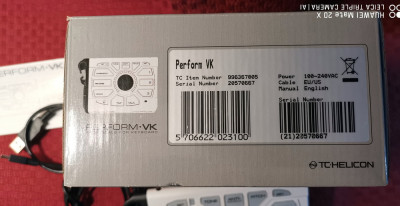 HUAWEI Mate 20 X
LEICA TRIPLE CAMERA | AI
Perform VK
TC Item Number 996367005
Serial Number 20570667
Power 100-240VAC
Cable EU/US
Manual English
Serial Number
PERFORM-VK
5 706622 023100
(21)20570667
TC·HELICON